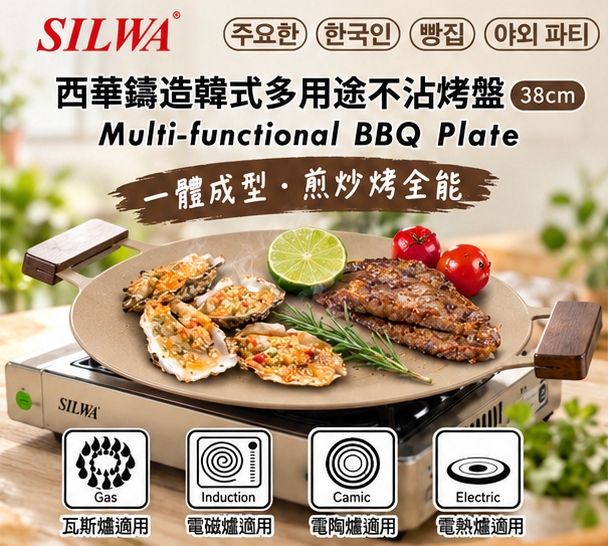 SILWA®
주요한 한국인 빵집 야외 파티
西華鑄造韓式多用途不沾烤盤 38cm
Multi-functional BBQ Plate
一體成型・煎炒烤全能
SILWA
Gas Induction Camic Electric
瓦斯爐適用 電磁爐適用 電陶爐適用 電熱爐適用